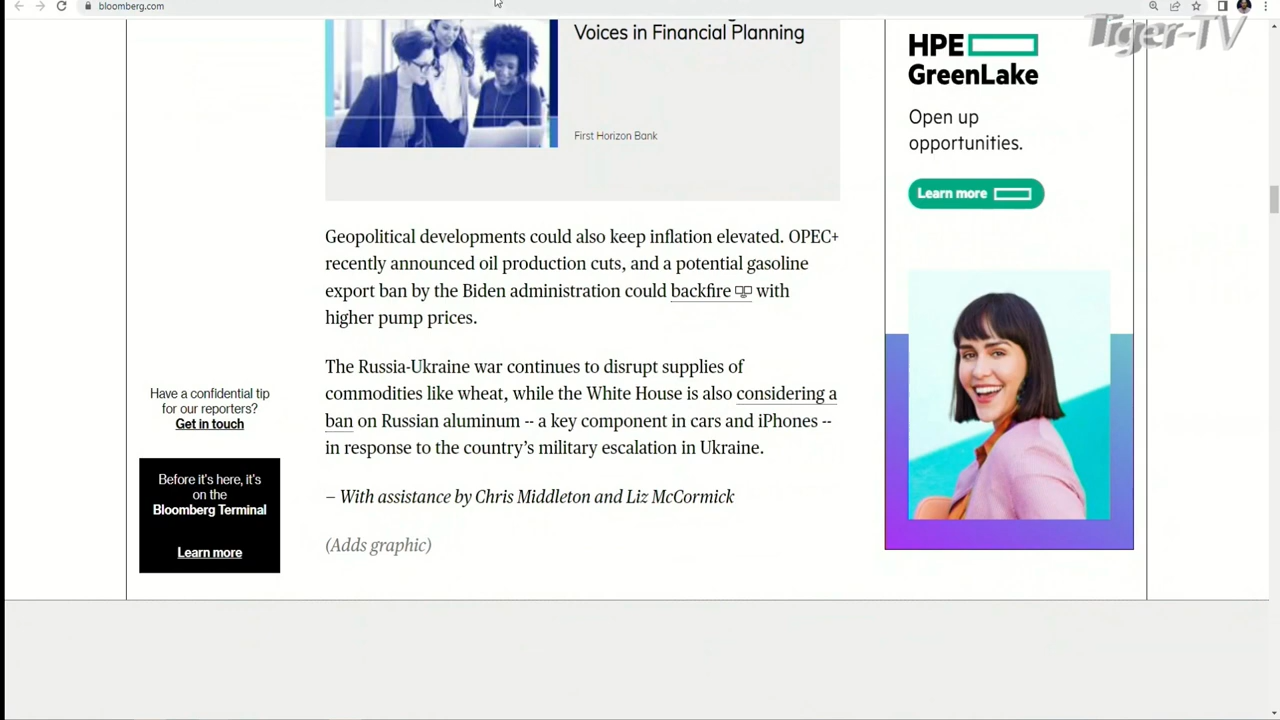 bloomberg.com
Tiger-TV
Voices in Financial Planning
First Horizon Bank
HPE
GreenLake
Open up
opportunities.
Learn more
Geopolitical developments could also keep inflation elevated. OPEC+
recently announced oil production cuts, and a potential gasoline
export ban by the Biden administration could backfire with
higher pump prices.
The Russia-Ukraine war continues to disrupt supplies of
commodities like wheat, while the White House is also considering a
ban on Russian aluminum -- a key component in cars and iPhones --
in response to the country’s military escalation in Ukraine.
– With assistance by Chris Middleton and Liz McCormick
(Adds graphic)
Have a confidential tip
for our reporters?
Get in touch
Before it's here, it's
on the
Bloomberg Terminal
Learn more